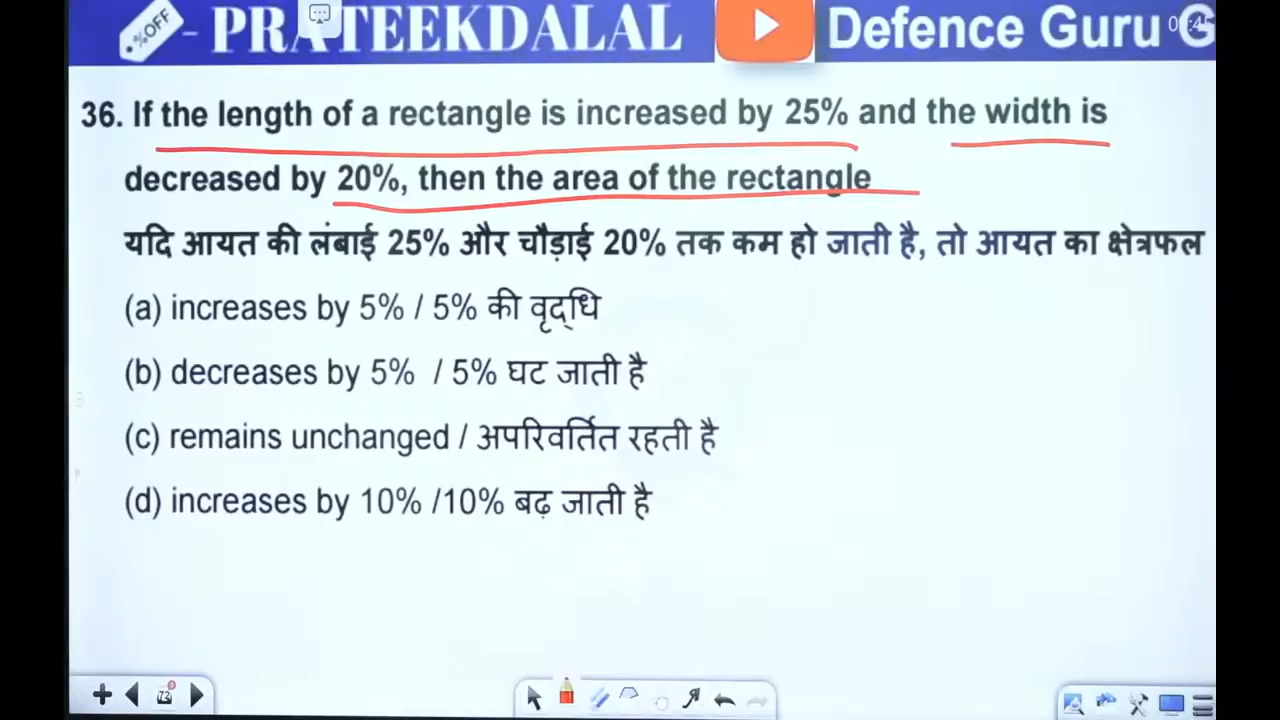 %OFF
- PRATEEKDALAL
Defence Guru G
36. If the length of a rectangle is increased by 25% and the width is
decreased by 20%, then the area of the rectangle
यदि आयत की लंबाई 25% और चौड़ाई 20% तक कम हो जाती है, तो आयत का क्षेत्रफल
(a) increases by 5% / 5% की वृद्‌धि
(b) decreases by 5% / 5% घट जाती है
(c) remains unchanged / अपरिवर्तित रहती है
(d) increases by 10% /10% बढ़ जाती है
72